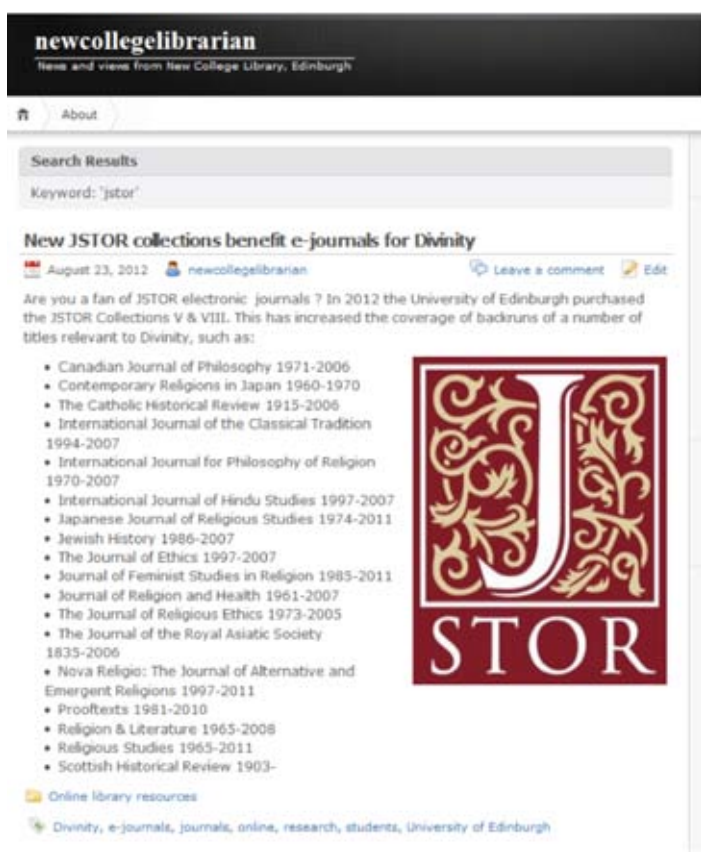 newcollegelibrarian
News and views from New College Library, Edinburgh
About
Search Results
Keyword: 'jstor'
New JSTOR collections benefit e-journals for Divinity
August 23, 2012 newcollegelibrarian Leave a comment Edit
Are you a fan of JSTOR electronic journals ? In 2012 the University of Edinburgh purchased
the JSTOR Collections V & VIII. This has increased the coverage of backruns of a number of
titles relevant to Divinity, such as:
• Canadian Journal of Philosophy 1971-2006
• Contemporary Religions in Japan 1960-1970
• The Catholic Historical Review 1915-2006
• International Journal of the Classical Tradition
1994-2007
• International Journal for Philosophy of Religion
1970-2007
• International Journal of Hindu Studies 1997-2007
• Japanese Journal of Religious Studies 1974-2011
• Jewish History 1986-2007
• The Journal of Ethics 1997-2007
• Journal of Feminist Studies in Religion 1985-2011
• Journal of Religion and Health 1961-2007
• The Journal of Religious Ethics 1973-2005
• The Journal of the Royal Asiatic Society
1835-2006
• Nova Religio: The Journal of Alternative and
Emergent Religions 1997-2011
• Prooftexts 1981-2010
• Religion & Literature 1965-2008
• Religious Studies 1965-2011
• Scottish Historical Review 1903-
J
STOR
Online library resources
Divinity, e-journals, journals, online, research, students, University of Edinburgh